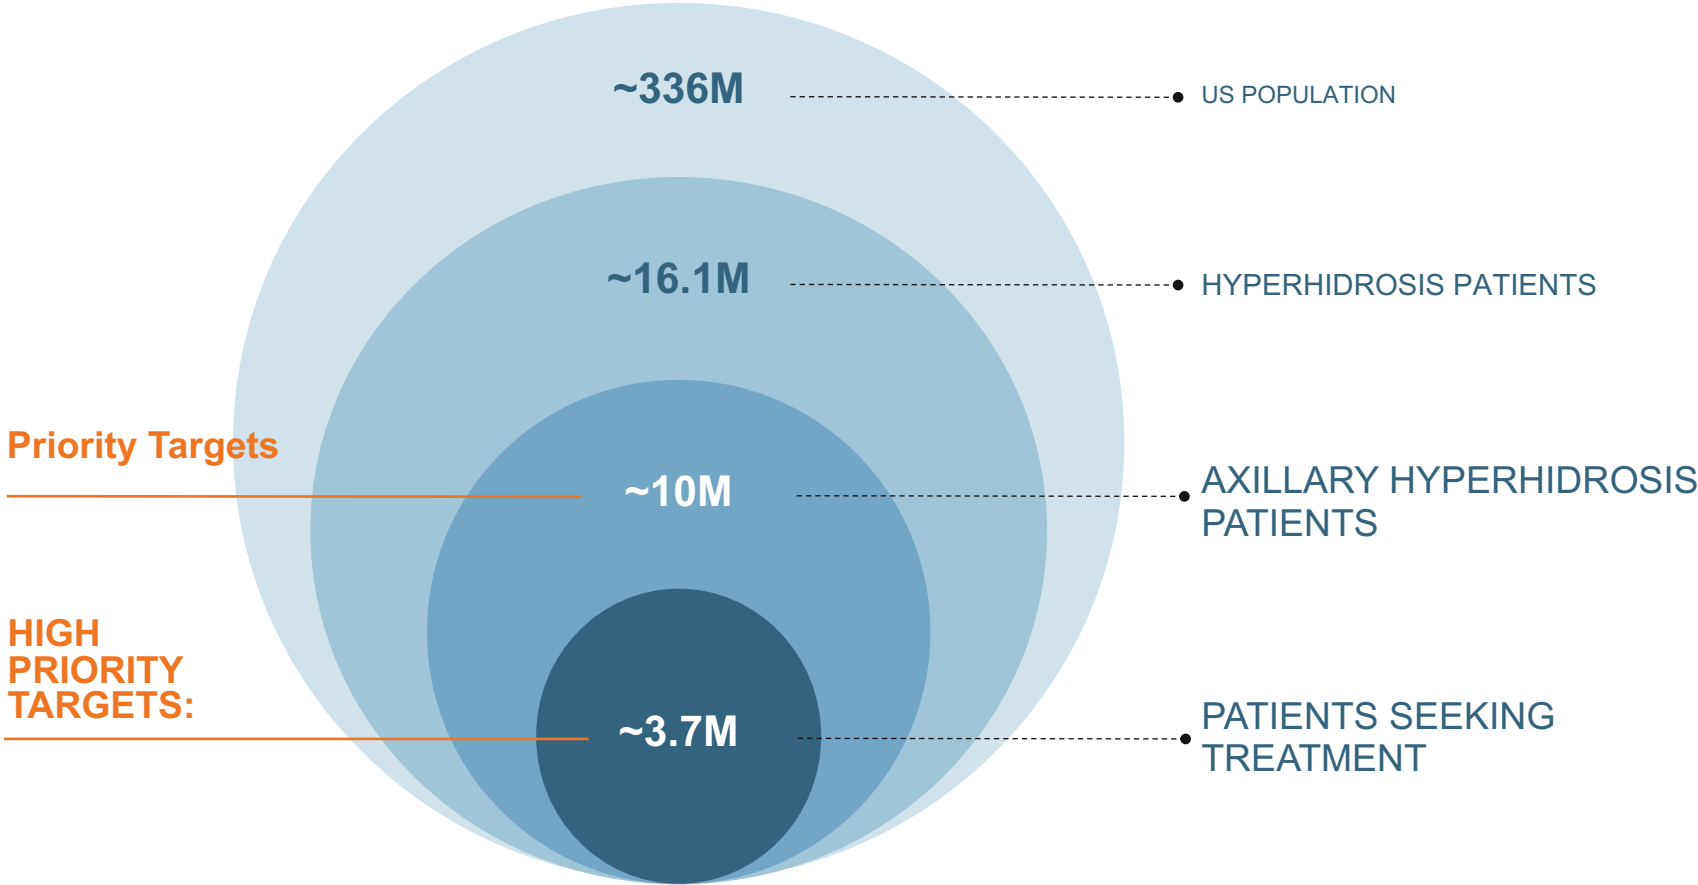 ~336M
US POPULATION
~16.1M
HYPERHIDROSIS PATIENTS
Priority Targets
~10M
AXILLARY HYPERHIDROSIS
PATIENTS
HIGH
PRIORITY
TARGETS:
~3.7M
PATIENTS SEEKING
TREATMENT